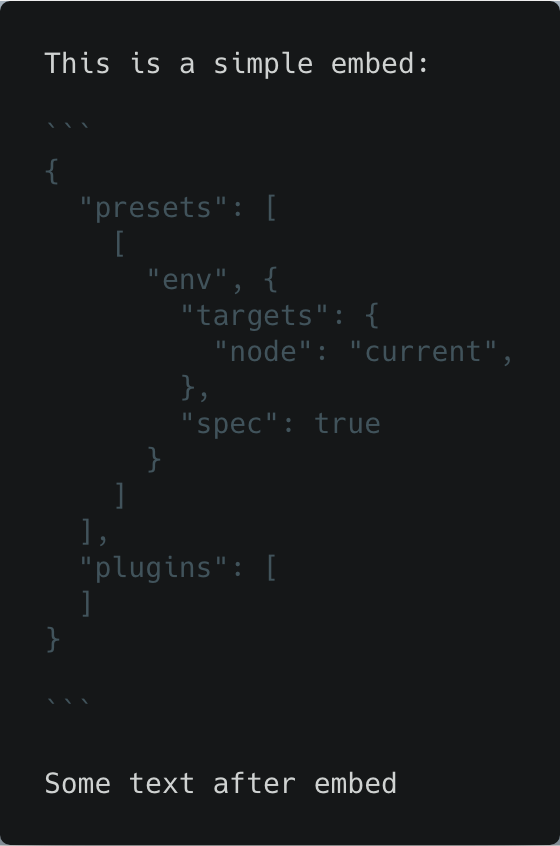 This is a simple embed:

```
{
  "presets": [
    [
      "env", {
        "targets": {
          "node": "current",
        },
        "spec": true
      }
    ]
  ],
  "plugins": [
  ]
}

```

Some text after embed